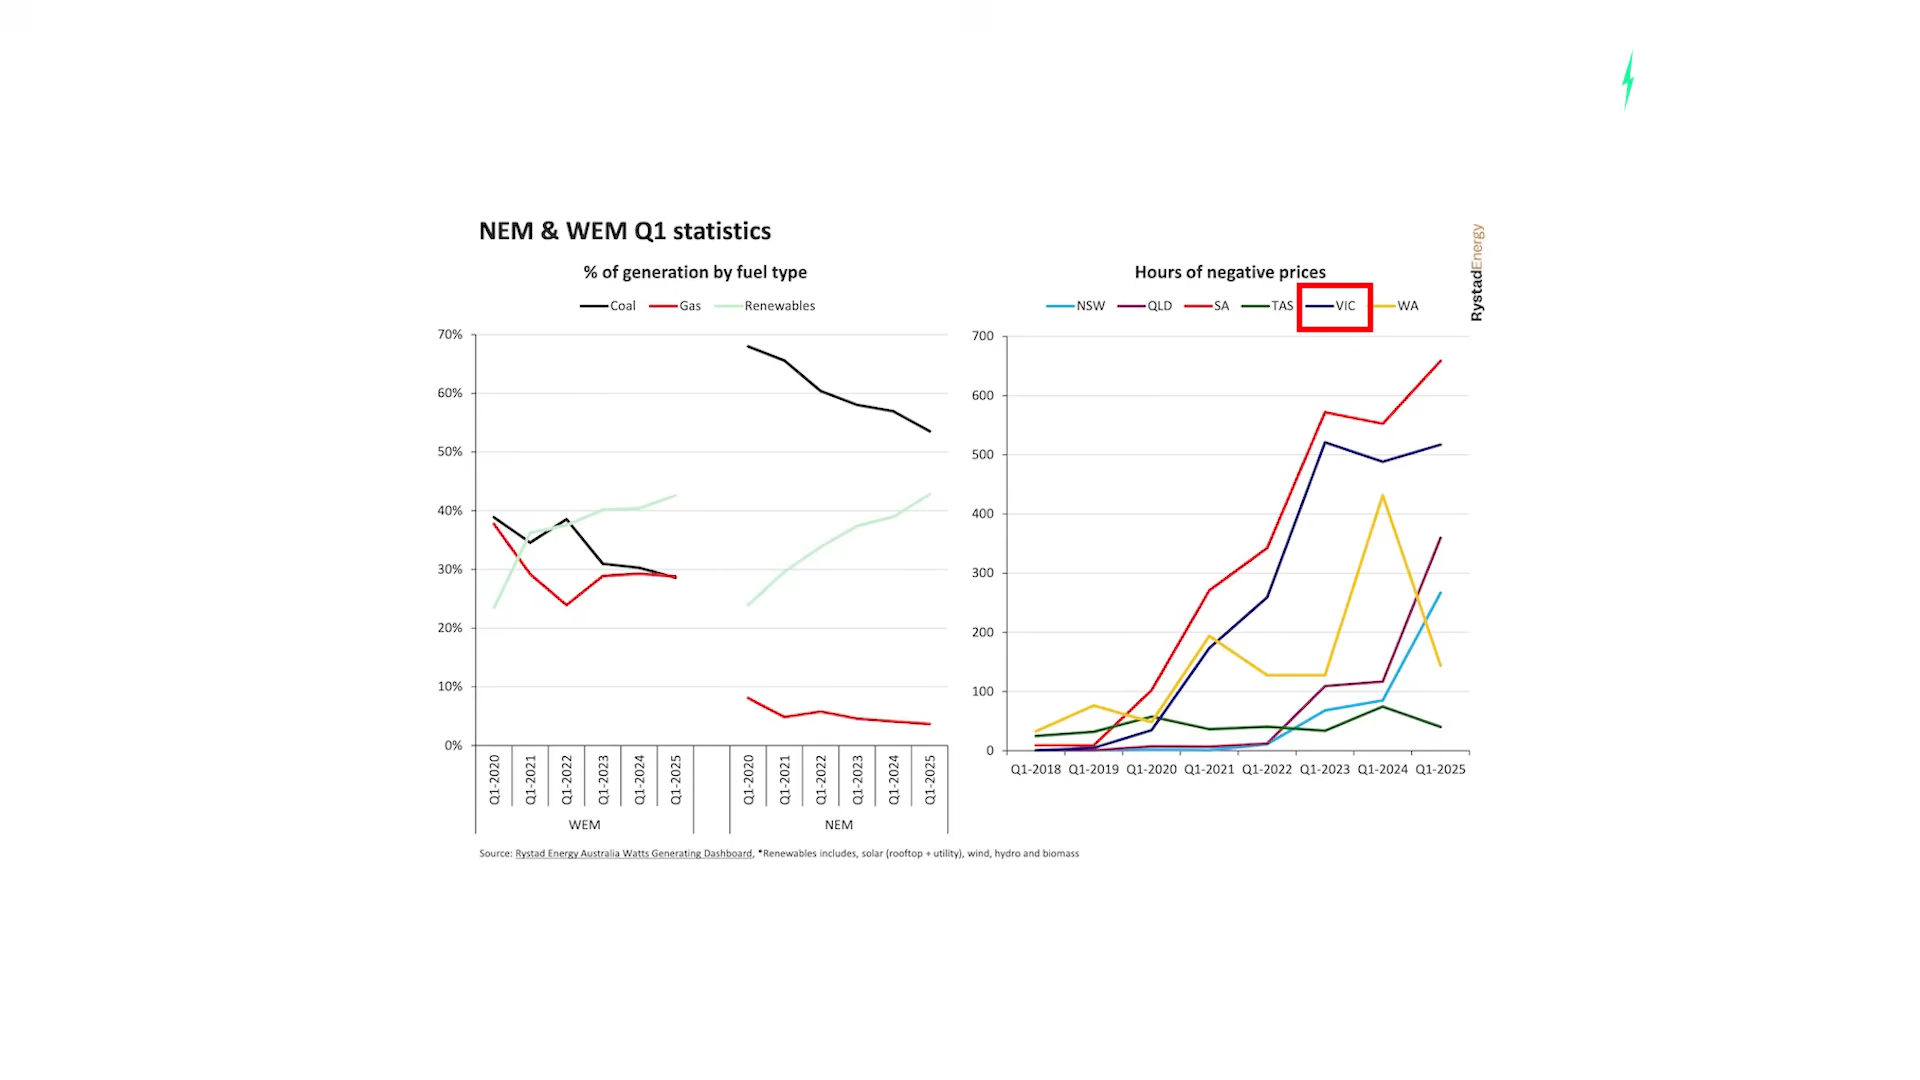 NEM & WEM Q1 statistics
% of generation by fuel type
Coal Gas Renewables
70%
60%
50%
40%
30%
20%
10%
0%
Q1-2020 Q1-2021 Q1-2022 Q1-2023 Q1-2024 Q1-2025 Q1-2020 Q1-2021 Q1-2022 Q1-2023 Q1-2024 Q1-2025
WEM NEM
Hours of negative prices
NSW QLD SA TAS VIC WA
700
600
500
400
300
200
100
0
Q1-2018 Q1-2019 Q1-2020 Q1-2021 Q1-2022 Q1-2023 Q1-2024 Q1-2025
RystadEnergy
Source: Rystad Energy Australia Watts Generating Dashboard, *Renewables includes, solar (rooftop + utility), wind, hydro and biomass